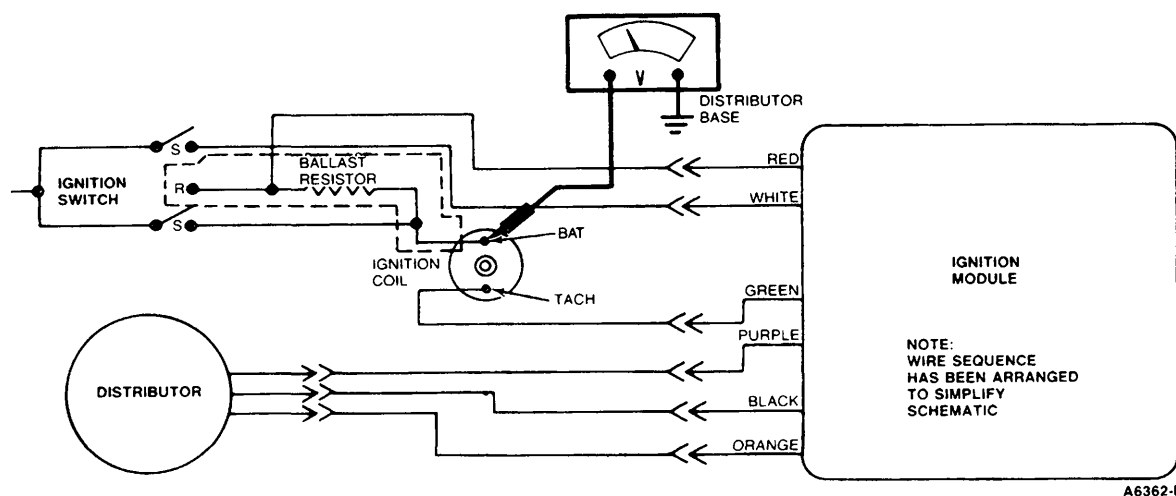 V
DISTRIBUTOR
BASE
IGNITION
SWITCH
S
R
S
BALLAST
RESISTOR
RED
WHITE
BAT
IGNITION
COIL
TACH
IGNITION
MODULE
GREEN
PURPLE
BLACK
ORANGE
NOTE:
WIRE SEQUENCE
HAS BEEN ARRANGED
TO SIMPLIFY
SCHEMATIC
DISTRIBUTOR